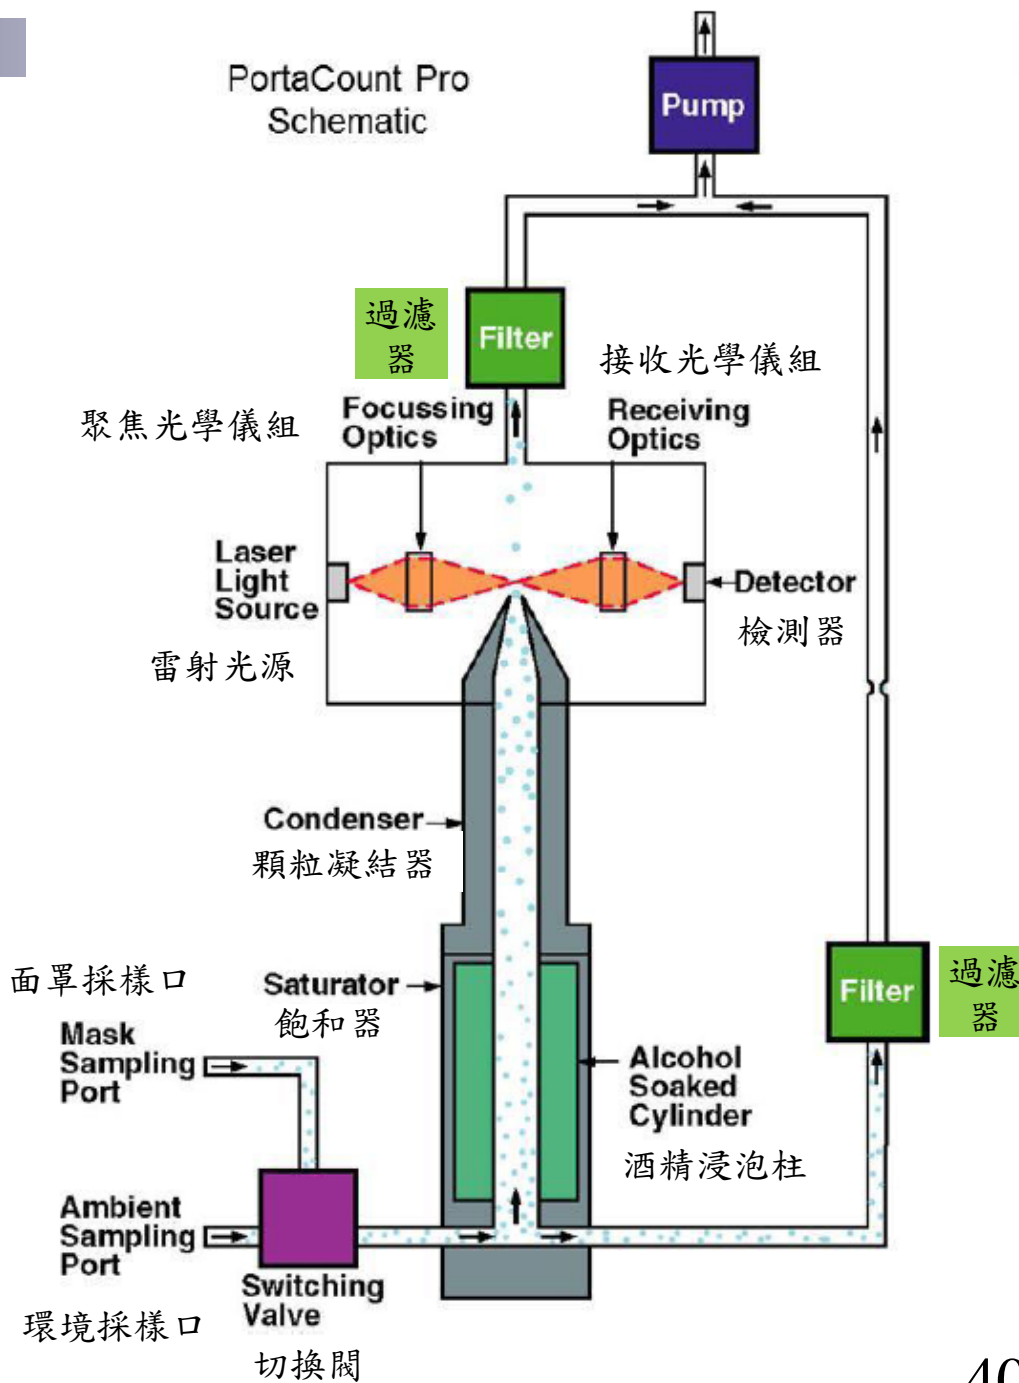 PortaCount Pro
Schematic
Pump
過濾
器
Filter
接收光學儀組
聚焦光學儀組
Focussing
Optics
Receiving
Optics
Laser
Light
Source
Detector
檢測器
雷射光源
Condenser
顆粒凝結器
面罩採樣口
Saturator
飽和器
Filter
過濾
器
Mask
Sampling
Port
Alcohol
Soaked
Cylinder
酒精浸泡柱
Ambient
Sampling
Port
Switching
Valve
環境採樣口
切換閥
40